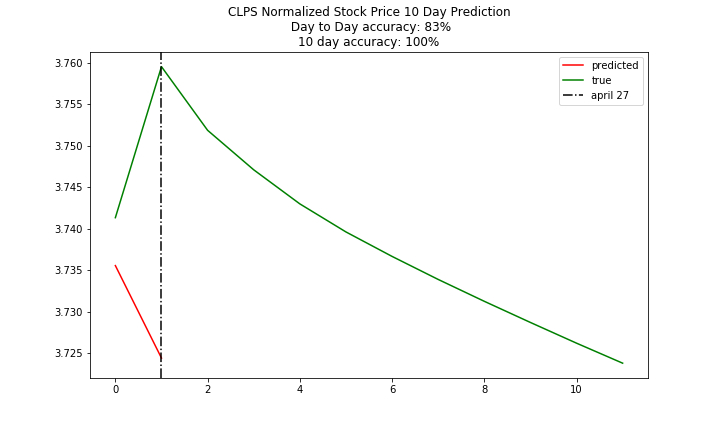 CLPS Normalized Stock Price 10 Day Prediction
Day to Day accuracy: 83%
10 day accuracy: 100%
predicted
true
april 27
3.760
3.755
3.750
3.745
3.740
3.735
3.730
3.725
0
2
4
6
8
10